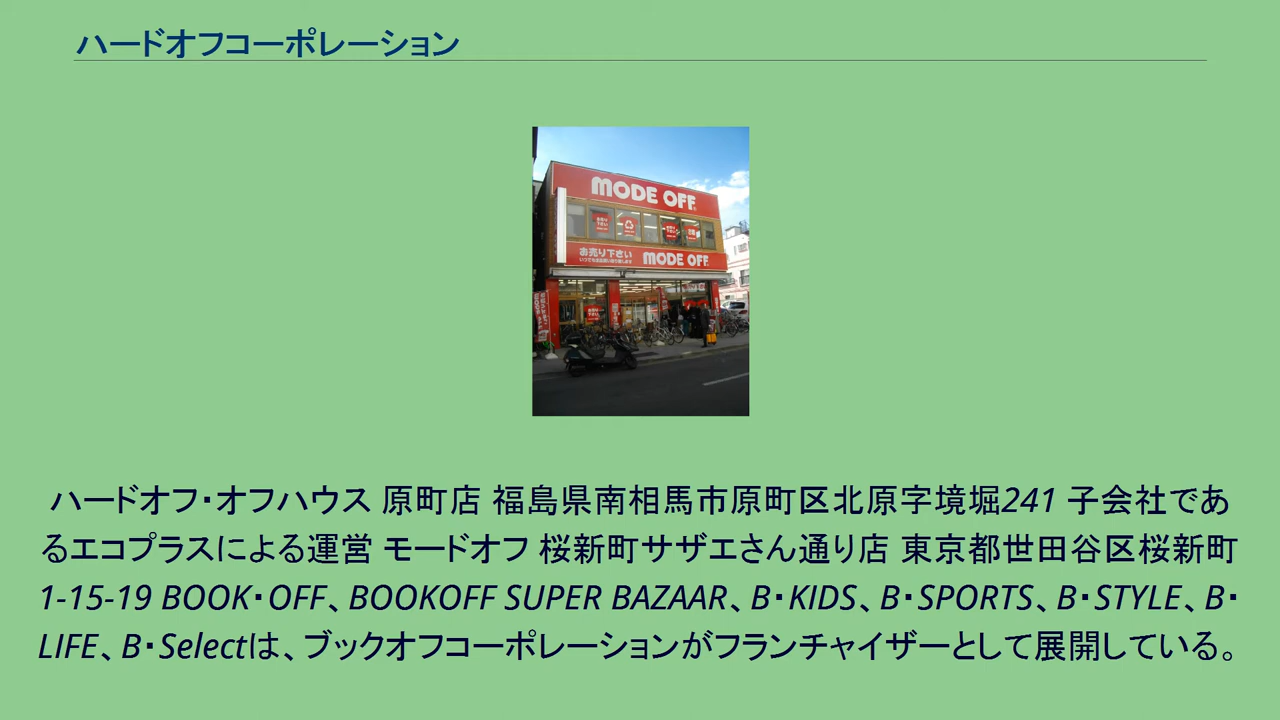 ハードオフコーポレーション
MODE OFF
お売り下さい
MODE OFF
ハードオフ・オフハウス 原町店 福島県南相馬市原町区北原字境堀241 子会社であ
るエコプラスによる運営 モードオフ 桜新町サザエさん通り店 東京都世田谷区桜新町
1-15-19 BOOK・OFF、BOOKOFF SUPER BAZAAR、B・KIDS、B・SPORTS、B・STYLE、B・
LIFE、B・Selectは、ブックオフコーポレーションがフランチャイザーとして展開している。